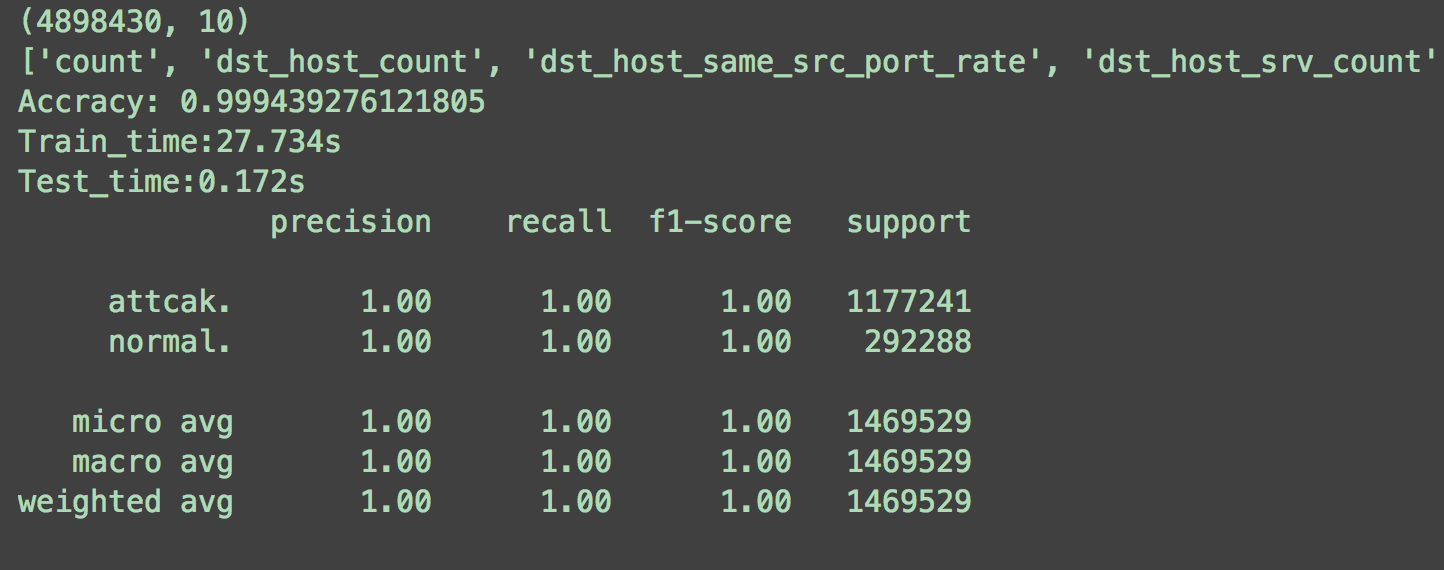 (4898430, 10)
['count', 'dst_host_count', 'dst_host_same_src_port_rate', 'dst_host_srv_count'
Accracy: 0.999439276121805
Train_time:27.734s
Test_time:0.172s
precision recall f1-score support
attcak. 1.00 1.00 1.00 1177241
normal. 1.00 1.00 1.00 292288
micro avg 1.00 1.00 1.00 1469529
macro avg 1.00 1.00 1.00 1469529
weighted avg 1.00 1.00 1.00 1469529